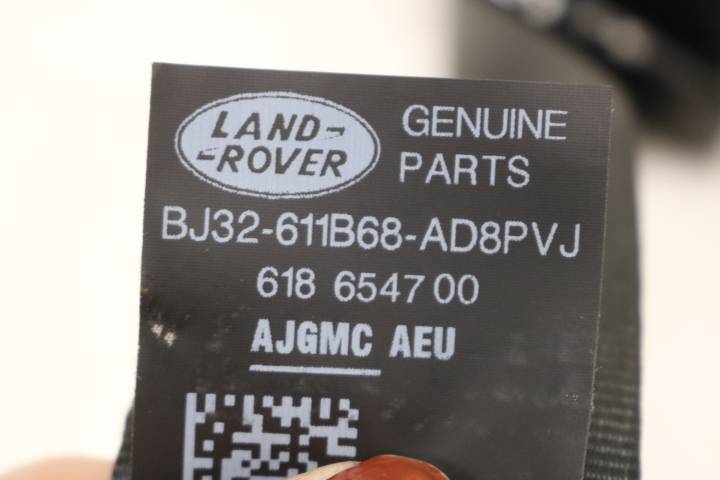 LAND-
-ROVER
GENUINE
PARTS
BJ32-611B68-AD8PVJ
618 6547 00
AJGMC AEU